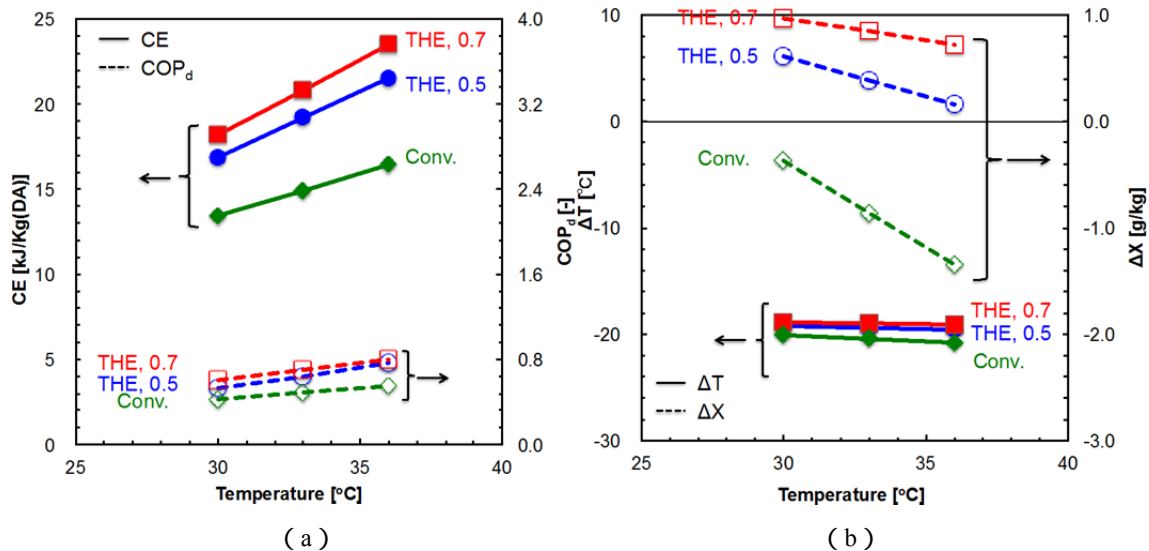 25
20
15
10
5
0
CE [kJ/Kg(DA)]
CE
COP_d
THE, 0.7
THE, 0.5
Conv.
THE, 0.7
THE, 0.5
Conv.
4.0
3.2
2.4
1.6
0.8
0.0
COP_d [-]
25
30
35
40
Temperature [°C]
(a)
10
0
-10
-20
-30
ΔT [℃]
THE, 0.7
THE, 0.5
Conv.
THE, 0.7
THE, 0.5
Conv.
ΔT
ΔX
1.0
0.0
-1.0
-2.0
-3.0
ΔX [g/kg]
25
30
35
40
Temperature [°C]
(b)